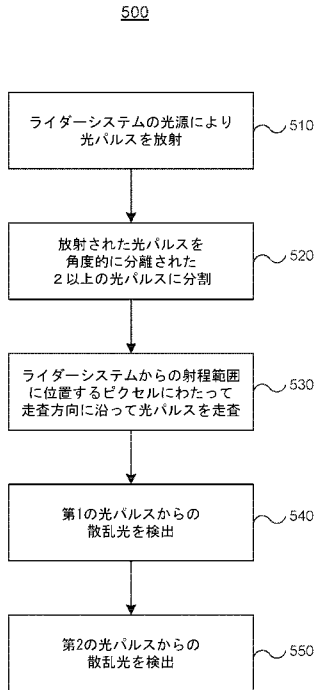 500
ライダーシステムの光源により
光パルスを放射
510
放射された光パルスを
角度的に分離された
2以上の光パルスに分割
520
ライダーシステムからの射程範囲
に位置するピクセルにわたって
走査方向に沿って光パルスを走査
530
第1の光パルスからの
散乱光を検出
540
第2の光パルスからの
散乱光を検出
550